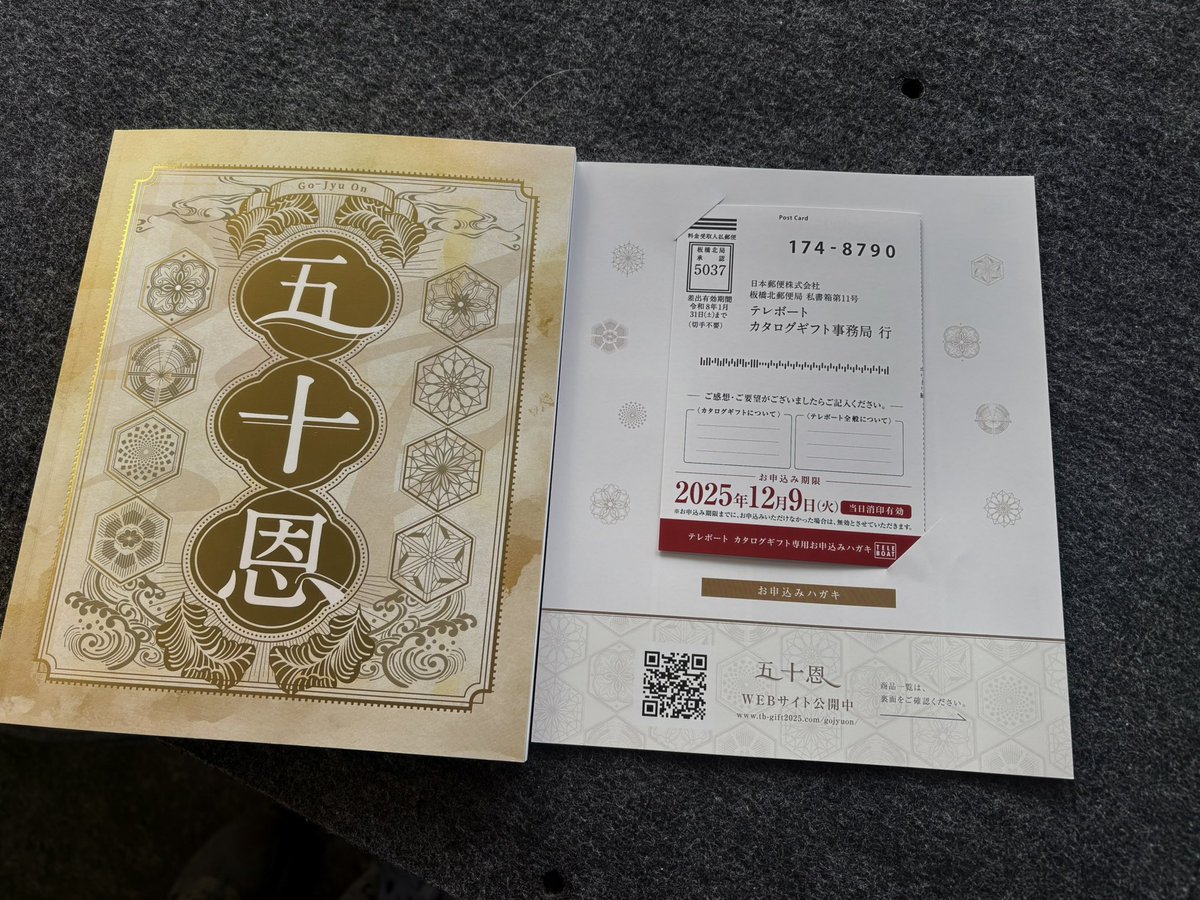 Go-Jyu On
五
十
恩
Post Card
料金受取人払郵便
板橋北局
承認
5037
差出有効期間
令和8年1月
31日(土)まで
(切手不要)
174-8790
日本郵便株式会社
板橋北郵便局 私書箱第11号
テレボート
カタログギフト事務局 行
ご感想・ご要望がございましたらご記入ください。
(カタログギフトについて)
(テレボート全般について)
お申込み期限
2025年12月9日(火) 当日消印有効
※お申込み期限までに、お申込みいただけなかった場合は、無効とさせていただきます。
テレボート カタログギフト専用お申込みハガキ
TELE
BOAT
お申込みハガキ
五十恩
WEBサイト公開中
www.tb-gift2025.com/gojyuon/
商品一覧は、
裏面をご確認ください。